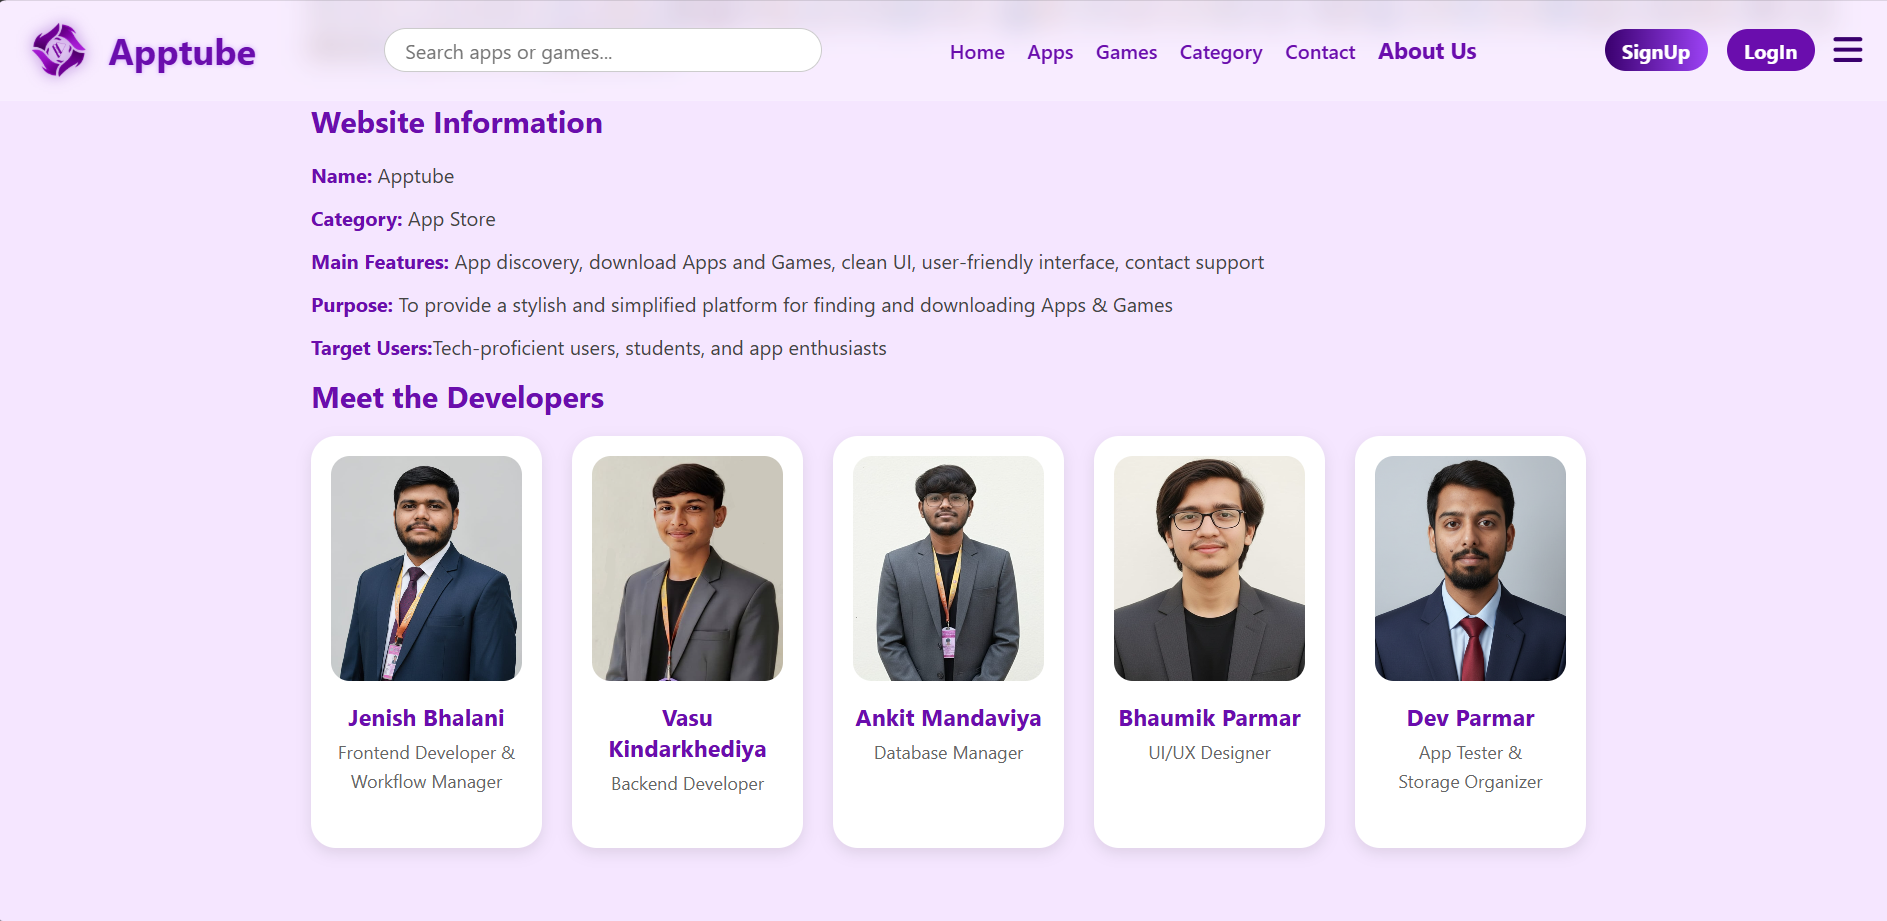 Apptube
Search apps or games...
Home Apps Games Category Contact About Us
SignUp LogIn
Website Information
Name: Apptube
Category: App Store
Main Features: App discovery, download Apps and Games, clean UI, user-friendly interface, contact support
Purpose: To provide a stylish and simplified platform for finding and downloading Apps & Games
Target Users:Tech-proficient users, students, and app enthusiasts
Meet the Developers
Jenish Bhalani
Frontend Developer &
Workflow Manager
Vasu
Kindarkhediya
Backend Developer
Ankit Mandaviya
Database Manager
Bhaumik Parmar
UI/UX Designer
Dev Parmar
App Tester &
Storage Organizer